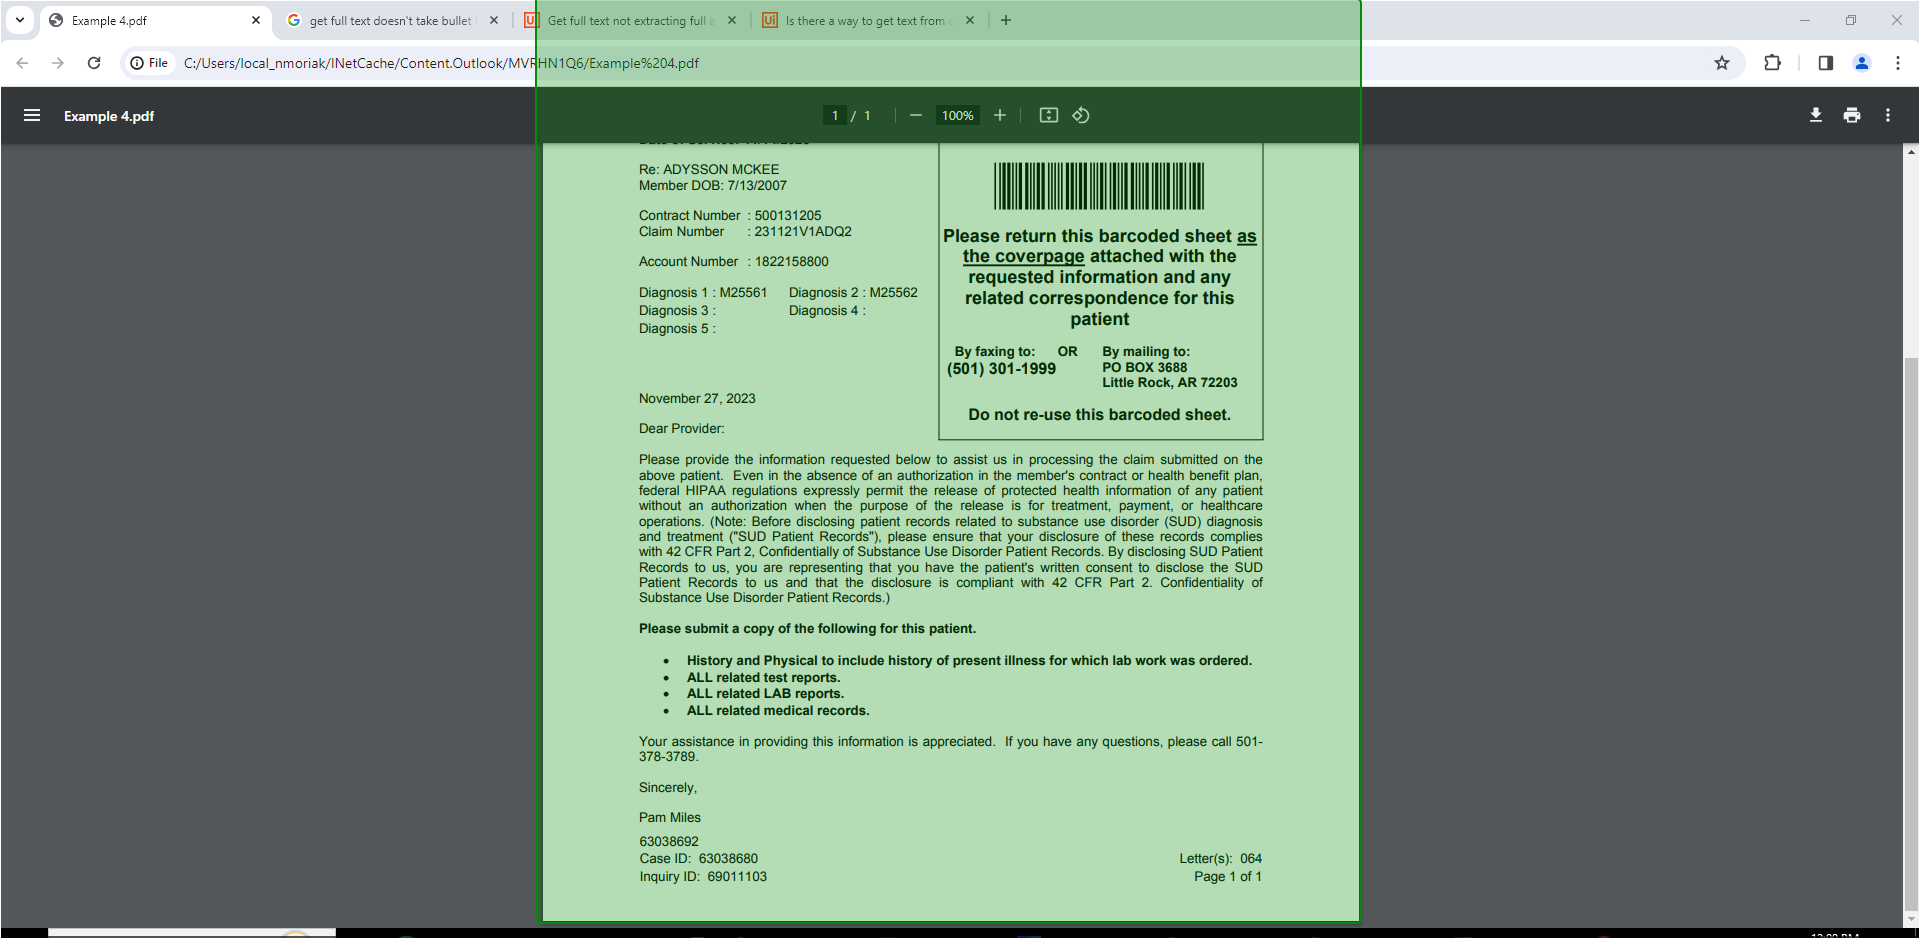 Example 4.pdf
get full text doesn't take bullet
Get full text not extracting full
Is there a way to get text from
File
C:/Users/local_nmoriak/INetCache/Content.Outlook/MVRHN1Q6/Example%204.pdf
Example 4.pdf
1 / 1
100%
Re: ADYSSON MCKEE
Member DOB: 7/13/2007
Contract Number : 500131205
Claim Number : 231121V1ADQ2
Account Number : 1822158800
Diagnosis 1 : M25561 Diagnosis 2 : M25562
Diagnosis 3 : Diagnosis 4 :
Diagnosis 5 :
Please return this barcoded sheet as
the coverpage attached with the
requested information and any
related correspondence for this
patient
By faxing to: OR By mailing to:
(501) 301-1999 PO BOX 3688
Little Rock, AR 72203
Do not re-use this barcoded sheet.
November 27, 2023
Dear Provider:
Please provide the information requested below to assist us in processing the claim submitted on the
above patient. Even in the absence of an authorization in the member's contract or health benefit plan,
federal HIPAA regulations expressly permit the release of protected health information of any patient
without an authorization when the purpose of the release is for treatment, payment, or healthcare
operations. (Note: Before disclosing patient records related to substance use disorder (SUD) diagnosis
and treatment ("SUD Patient Records"), please ensure that your disclosure of these records complies
with 42 CFR Part 2, Confidentially of Substance Use Disorder Patient Records. By disclosing SUD Patient
Records to us, you are representing that you have the patient's written consent to disclose the SUD
Patient Records to us and that the disclosure is compliant with 42 CFR Part 2. Confidentiality of
Substance Use Disorder Patient Records.)
Please submit a copy of the following for this patient.
• History and Physical to include history of present illness for which lab work was ordered.
• ALL related test reports.
• ALL related LAB reports.
• ALL related medical records.
Your assistance in providing this information is appreciated. If you have any questions, please call 501-
378-3789.
Sincerely,
Pam Miles
63038692
Case ID: 63038680 Letter(s): 064
Inquiry ID: 69011103 Page 1 of 1